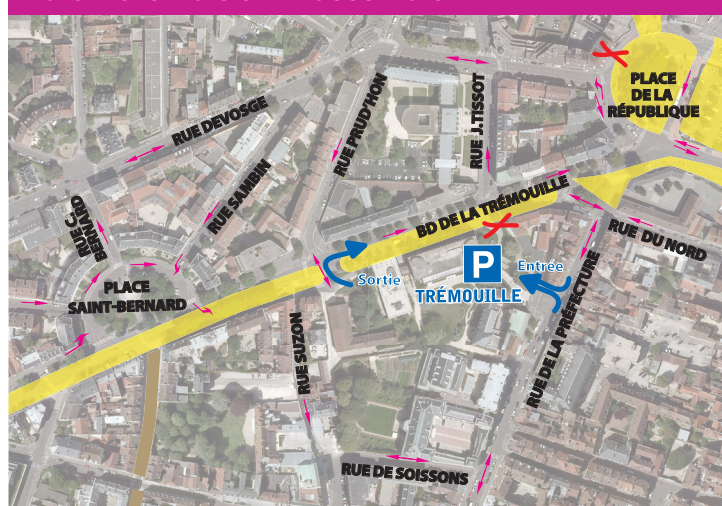 PLACE
DE LA
RÉPUBLIQUE
RUE DEVOSGE
RUE PRUD'HON
RUE J.J.TISSOT
RUE SAMBIN
RUE C.
BERNARD
BD DE LA TRÉMOUILLE
RUE DU NORD
PLACE
SAINT-BERNARD
Sortie
P
TRÉMOUILLE
Entrée
RUE DE LA PRÉFECTURE
RUE SUZON
RUE DE SOISSONS